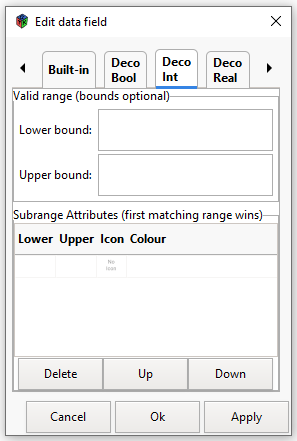 Edit data field
Built-in
Deco
Bool
Deco
Int
Deco
Real
Valid range (bounds optional)
Lower bound:
Upper bound:
Subrange Attributes (first matching range wins)
Lower Upper Icon Colour
No
Icon
Delete Up Down
Cancel Ok Apply